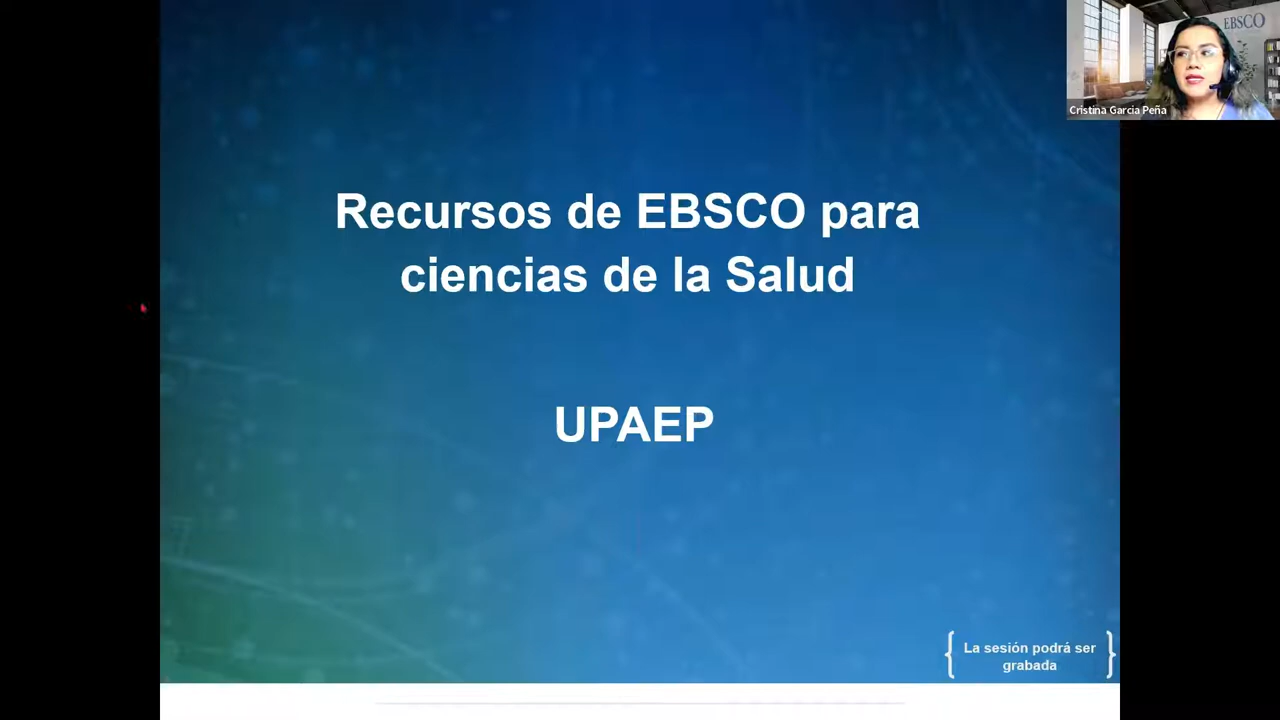 EBSCO
Cristina Garcia Peña
Recursos de EBSCO para
ciencias de la Salud
UPAEP
La sesión podrá ser
grabada